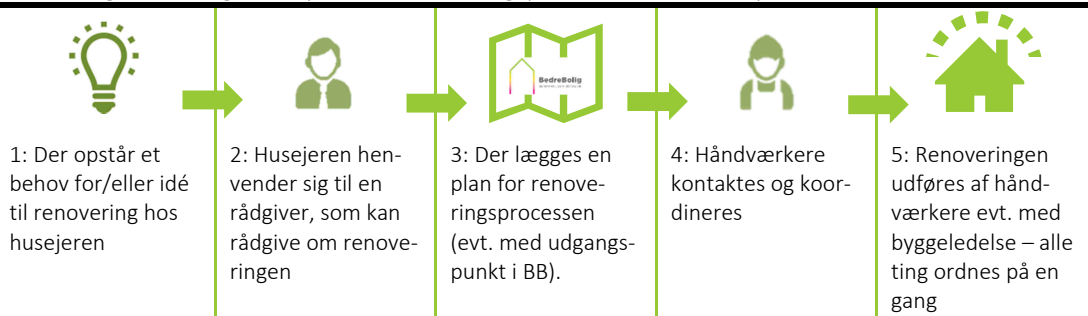 BedreBolig
1: Der opstår et
behov for/eller idé
til renovering hos
husejeren
2: Husejeren hen-
vender sig til en
rådgiver, som kan
rådgive om renove-
ringen
3: Der lægges en
plan for renove-
ringsprocessen
(evt. med udgangs-
punkt i BB).
4: Håndværkere
kontaktes og koor-
dineres
5: Renoveringen
udføres af hånd-
værkere evt. med
byggeledelse – alle
ting ordnes på en
gang